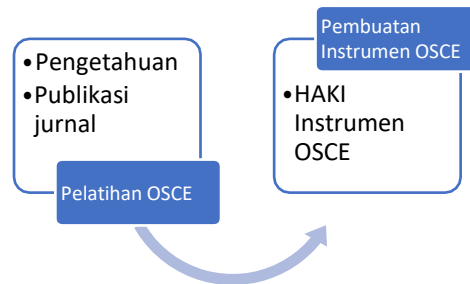 •Pengetahuan
•Publikasi
jurnal
Pelatihan OSCE
Pembuatan
Instrumen OSCE
•HAKI
Instrumen
OSCE